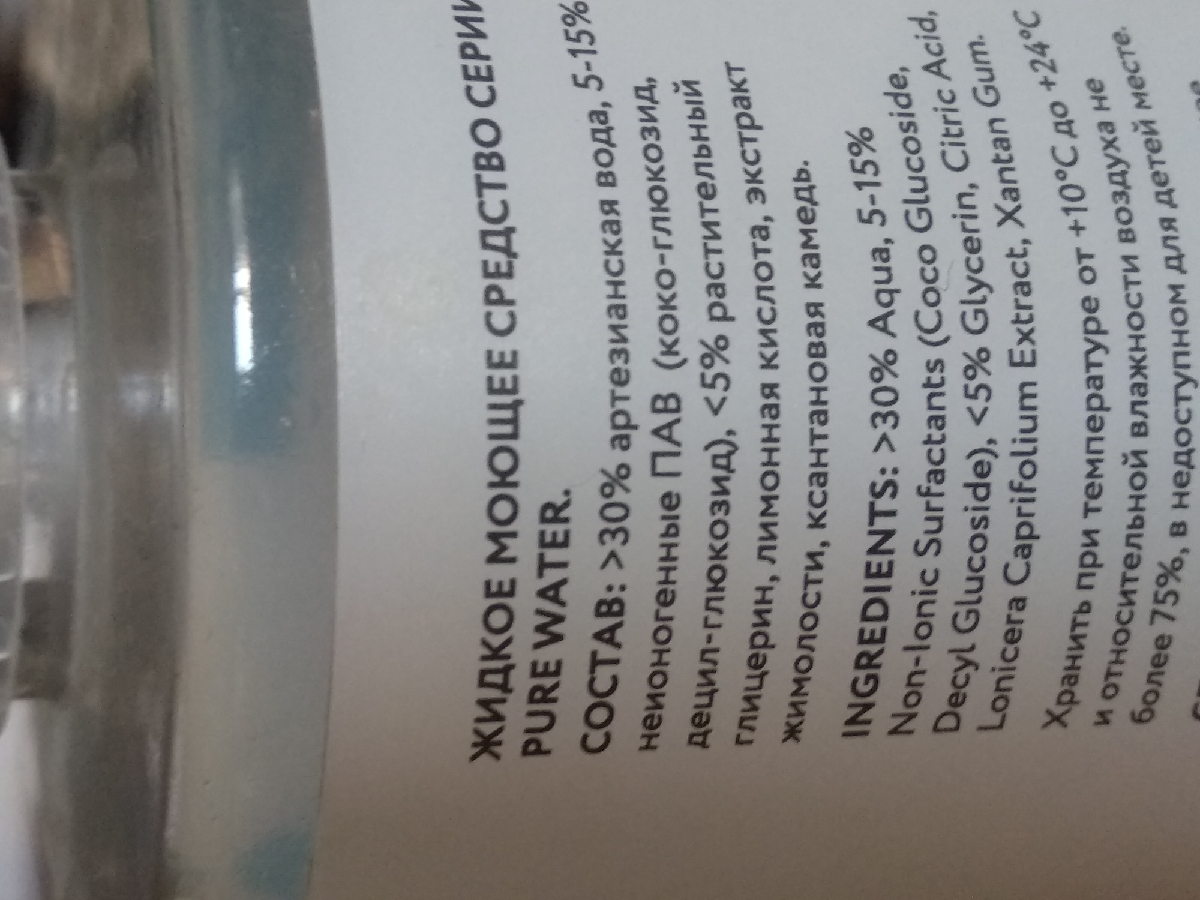 ЖИДКОЕ МОЮЩЕЕ СРЕДСТВО СЕРИИ
PURE WATER.
СОСТАВ: >30% артезианская вода, 5-15%
неионогенные ПАВ (коко-глюкозид,
децил-глюкозид), <5% растительный
глицерин, лимонная кислота, экстракт
жимолости, ксантановая камедь.
INGREDIENTS: >30% Aqua, 5-15%
Non-Ionic Surfactants (Coco Glucoside,
Decyl Glucoside), <5% Glycerin, Citric Acid,
Lonicera Caprifolium Extract, Xantan Gum.
Хранить при температуре от +10°C до +24°C
и относительной влажности воздуха не
более 75%, в недоступном для детей месте.